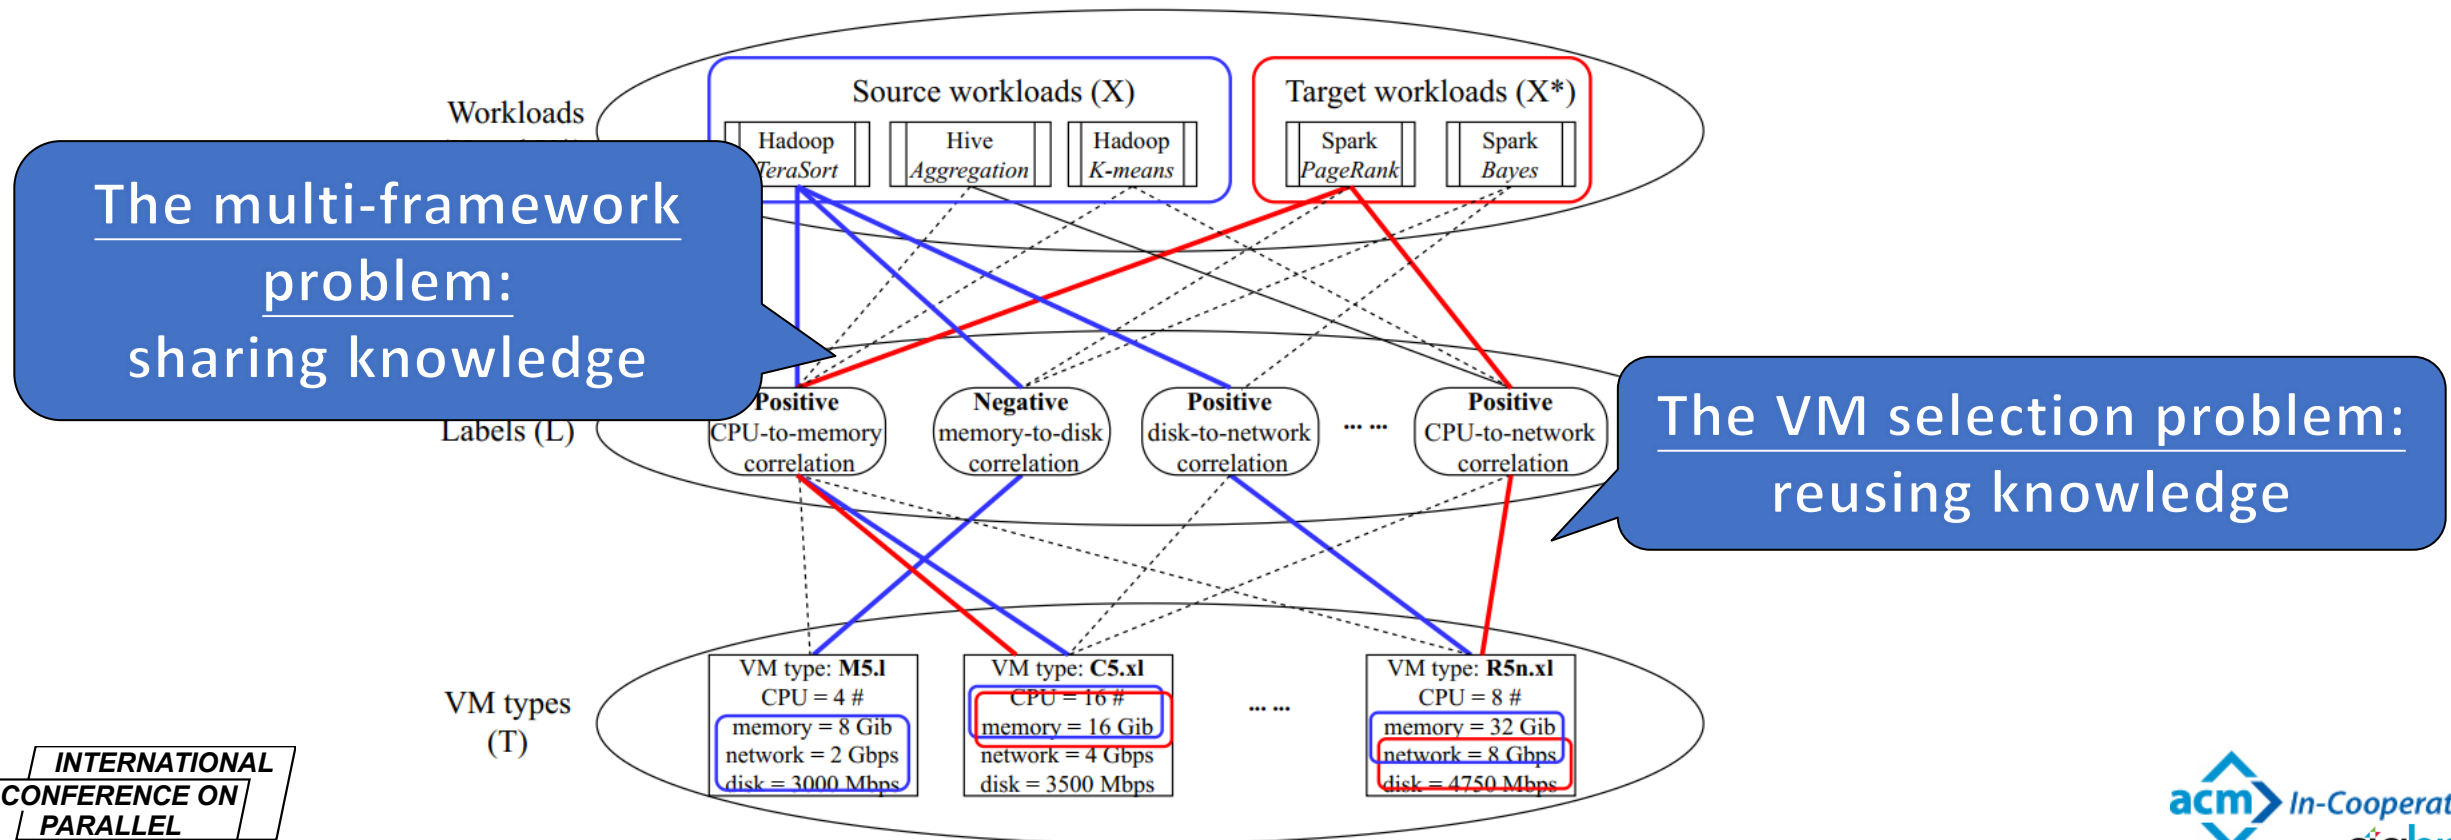 Source workloads (X)
Target workloads (X*)
Workloads
Hadoop
TeraSort
Hive
Aggregation
Hadoop
K-means
Spark
PageRank
Spark
Bayes
The multi-framework
problem:
sharing knowledge
Labels (L)
Positive
CPU-to-memory
correlation
Negative
memory-to-disk
correlation
Positive
disk-to-network
correlation
... ...
Positive
CPU-to-network
correlation
The VM selection problem:
reusing knowledge
VM types
(T)
VM type: M5.l
CPU = 4 #
memory = 8 Gib
network = 2 Gbps
disk = 3000 Mbps
VM type: C5.xl
CPU = 16 #
memory = 16 Gib
network = 4 Gbps
disk = 3500 Mbps
... ...
VM type: R5n.xl
CPU = 8 #
memory = 32 Gib
network = 8 Gbps
disk = 4750 Mbps
INTERNATIONAL
CONFERENCE ON
PARALLEL
acm In-Cooperat